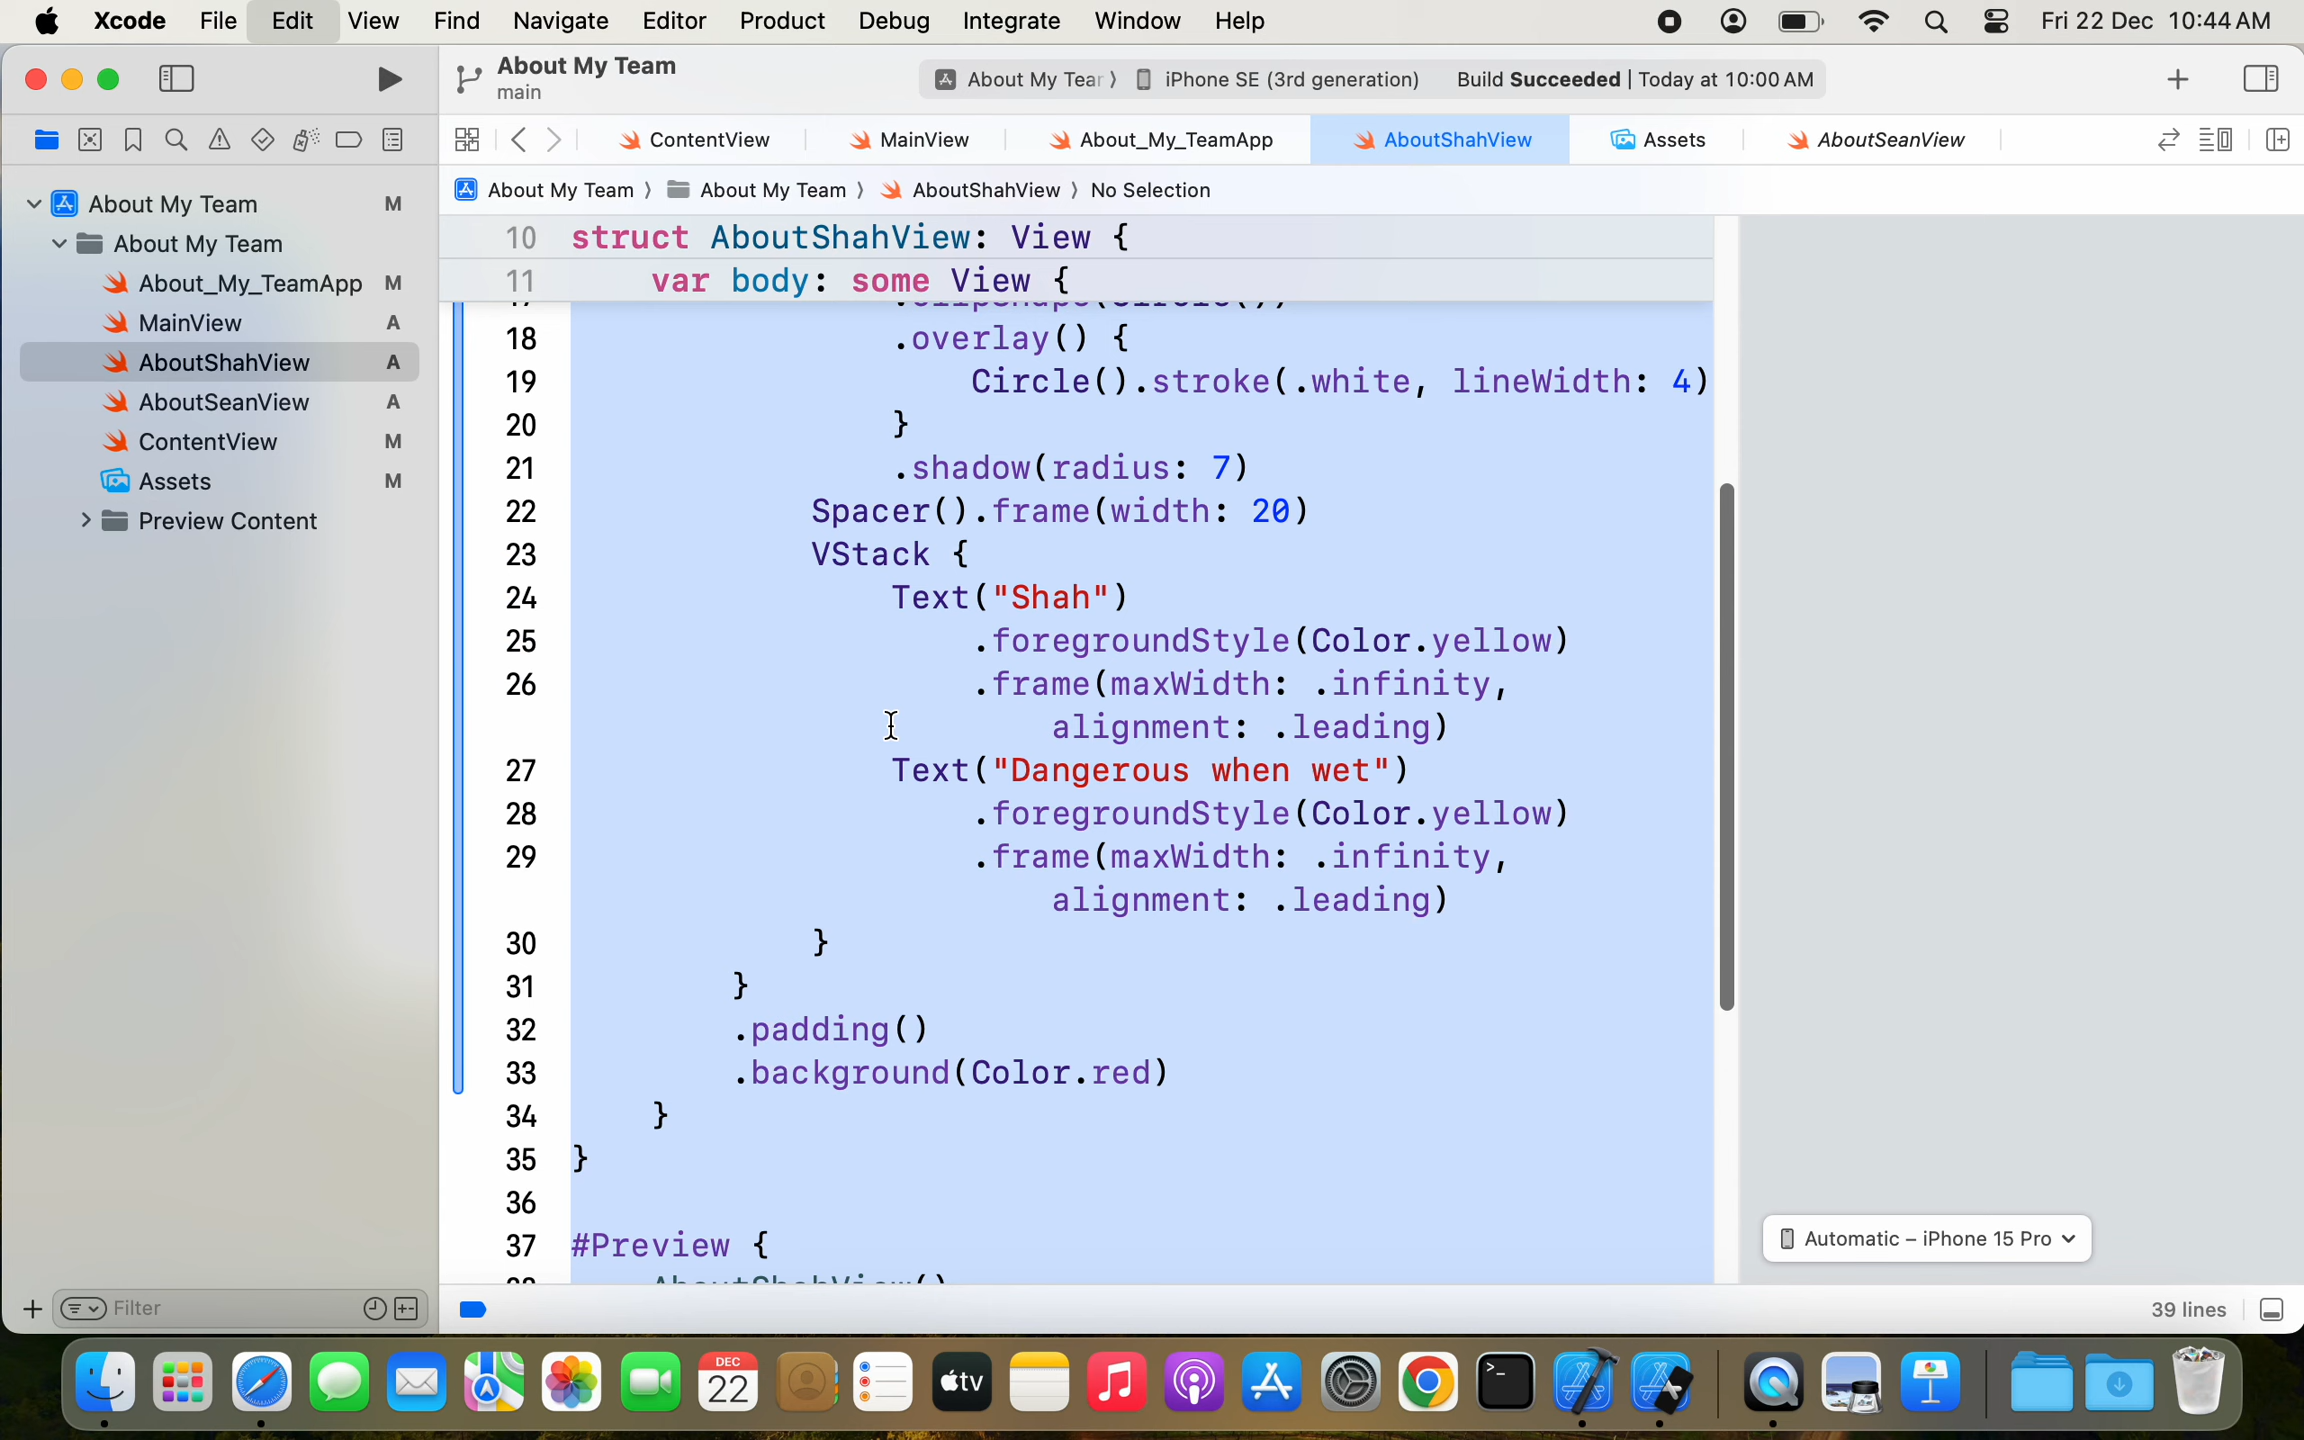 Xcode File Edit View Find Navigate Editor Product Debug Integrate Window Help Fri 22 Dec 10:44 AM
About My Team
main
About My Tear 〉 iPhone SE (3rd generation) Build Succeeded | Today at 10:00 AM
ContentView MainView About_My_TeamApp AboutShahView Assets AboutSeanView
About My Team 〉 About My Team 〉 AboutShahView 〉 No Selection
About My Team M
About My Team
About_My_TeamApp M
MainView A
AboutShahView A
AboutSeanView A
ContentView M
Assets M
Preview Content
10 struct AboutShahView: View {
11 var body: some View {
18 .overlay() {
19 Circle().stroke(.white, lineWidth: 4)
20 }
21 .shadow(radius: 7)
22 Spacer().frame(width: 20)
23 VStack {
24 Text("Shah")
25 .foregroundStyle(Color.yellow)
26 .frame(maxWidth: .infinity,
alignment: .leading)
27 Text("Dangerous when wet")
28 .foregroundStyle(Color.yellow)
29 .frame(maxWidth: .infinity,
alignment: .leading)
30 }
31 }
32 .padding()
33 .background(Color.red)
34 }
35 }
36
37 #Preview {
Automatic – iPhone 15 Pro
Filter
39 lines
DEC
22
tv